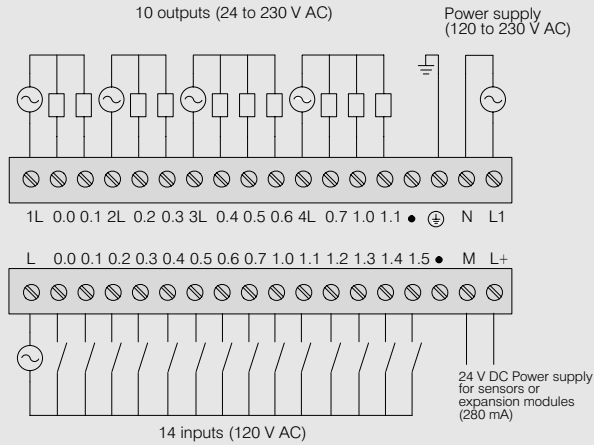 10 outputs (24 to 230 V AC)
Power supply
(120 to 230 V AC)
1L 0.0 0.1 2L 0.2 0.3 3L 0.4 0.5 0.6 4L 0.7 1.0 1.1 • N L1
L 0.0 0.1 0.2 0.3 0.4 0.5 0.6 0.7 1.0 1.1 1.2 1.3 1.4 1.5 • M L+
24 V DC Power supply
for sensors or
expansion modules
(280 mA)
14 inputs (120 V AC)